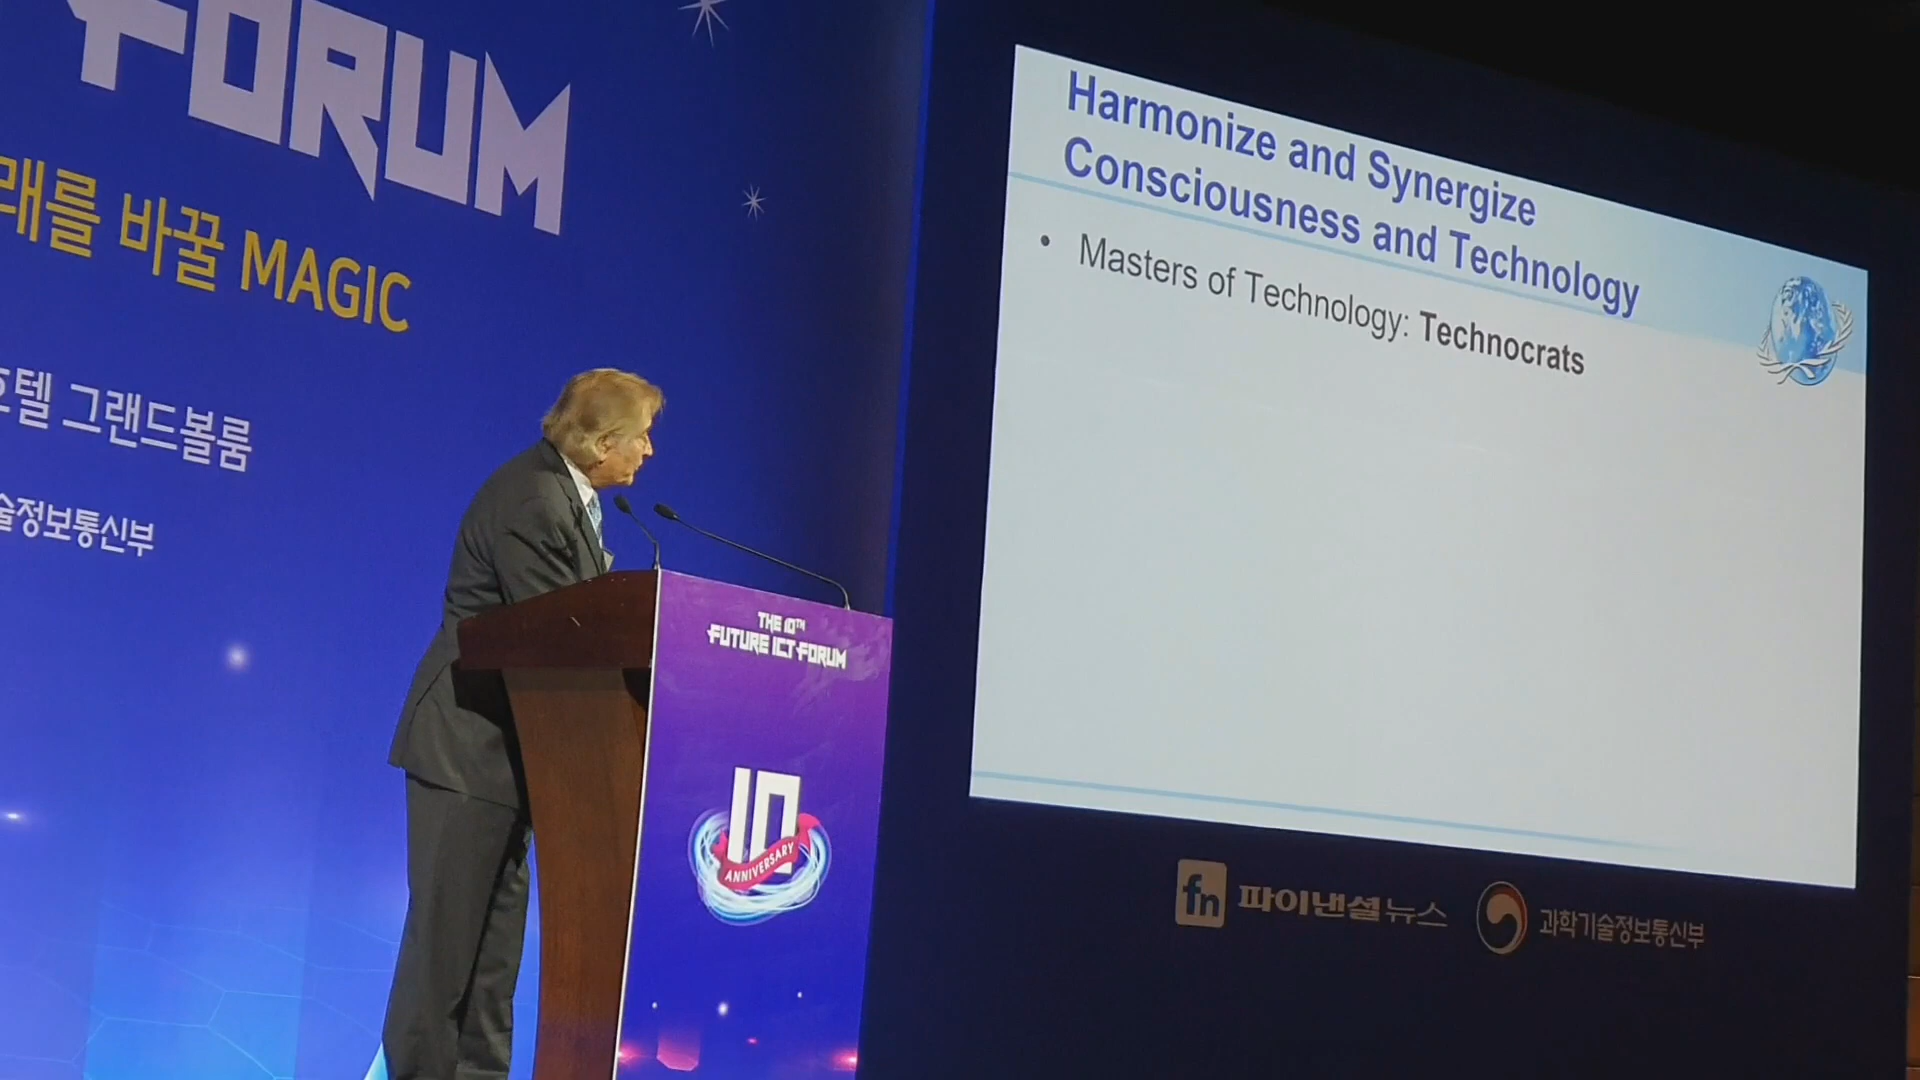 FORUM
래를 바꿀 MAGIC
텔 그랜드볼룸
술정보통신부
Harmonize and Synergize
Consciousness and Technology
• Masters of Technology: Technocrats
THE 10TH
FUTURE ICT FORUM
10
ANNIVERSARY
fn 파이낸셜뉴스
과학기술정보통신부